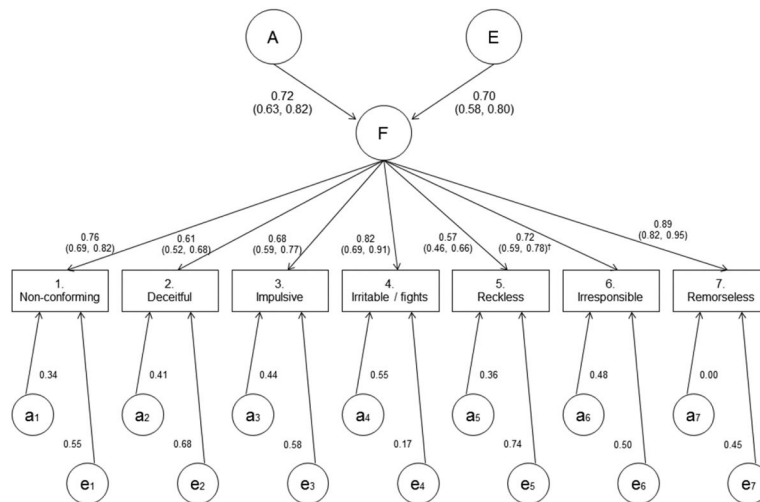 A
E
0.72
(0.63, 0.82)
0.70
(0.58, 0.80)
F
0.76
(0.69, 0.82)
0.61
(0.52, 0.68)
0.68
(0.59, 0.77)
0.82
(0.69, 0.91)
0.57
(0.46, 0.66)
0.72
(0.59, 0.78)†
0.89
(0.82, 0.95)
1.
Non-conforming
2.
Deceitful
3.
Impulsive
4.
Irritable / fights
5.
Reckless
6.
Irresponsible
7.
Remorseless
0.34
0.41
0.44
0.55
0.36
0.48
0.00
a1
a2
a3
a4
a5
a6
a7
0.55
0.68
0.58
0.17
0.74
0.50
0.45
e1
e2
e3
e4
e5
e6
e7